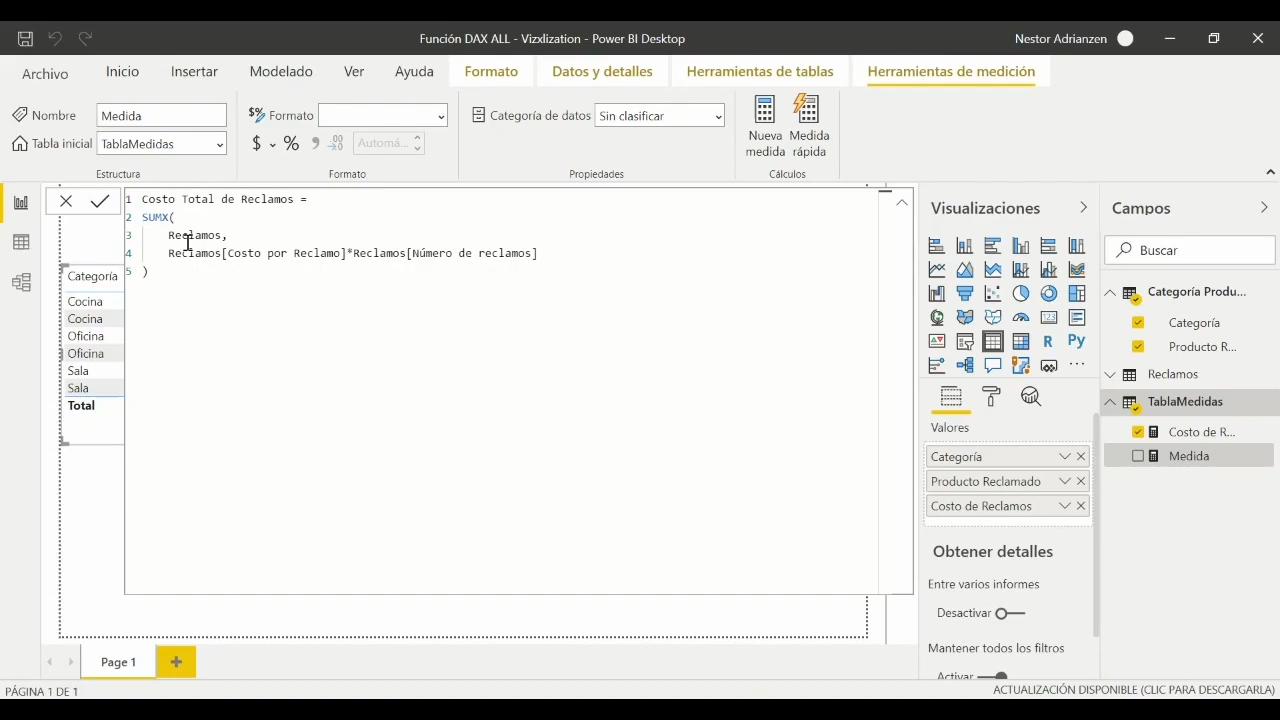 Función DAX ALL - Vizxlization - Power BI Desktop
Nestor Adrianzen
Archivo
Inicio
Insertar
Modelado
Ver
Ayuda
Formato
Datos y detalles
Herramientas de tablas
Herramientas de medición
Nombre
Medida
Tabla inicial
TablaMedidas
Estructura
$% Formato
$ % 9 .00 →.0
Automá...
Formato
Categoría de datos
Sin clasificar
Propiedades
Nueva medida
Medida rápida
Cálculos
1 Costo Total de Reclamos =
2 SUMX(
3 Reclamos,
4 Reclamos[Costo por Reclamo]*Reclamos[Número de reclamos]
5 )
Categoría
Cocina
Cocina
Oficina
Oficina
Sala
Sala
Total
Visualizaciones
123
R
Py
Valores
Categoría
Producto Reclamado
Costo de Reclamos
Obtener detalles
Entre varios informes
Desactivar
Mantener todos los filtros
Activar
Campos
Buscar
Categoría Produ...
Categoría
Producto R...
Reclamos
TablaMedidas
Costo de R...
Medida
Page 1
PÁGINA 1 DE 1
ACTUALIZACIÓN DISPONIBLE (CLIC PARA DESCARGARLA)